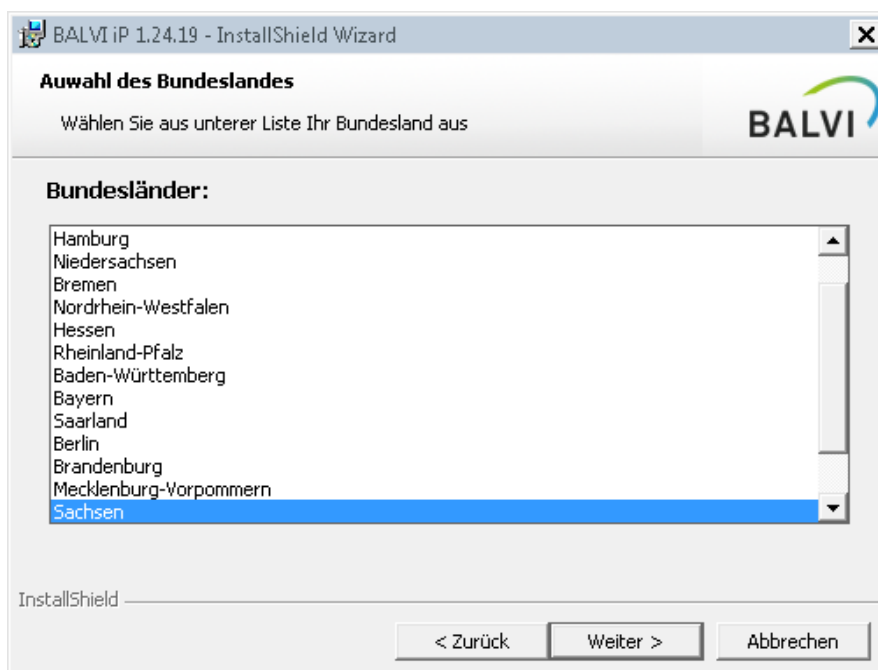 BALVI iP 1.24.19 - InstallShield Wizard
Auwahl des Bundeslandes
Wählen Sie aus unterer Liste Ihr Bundesland aus
BALVI
Bundesländer:
Hamburg
Niedersachsen
Bremen
Nordrhein-Westfalen
Hessen
Rheinland-Pfalz
Baden-Württemberg
Bayern
Saarland
Berlin
Brandenburg
Mecklenburg-Vorpommern
Sachsen
InstallShield
< Zurück
Weiter >
Abbrechen